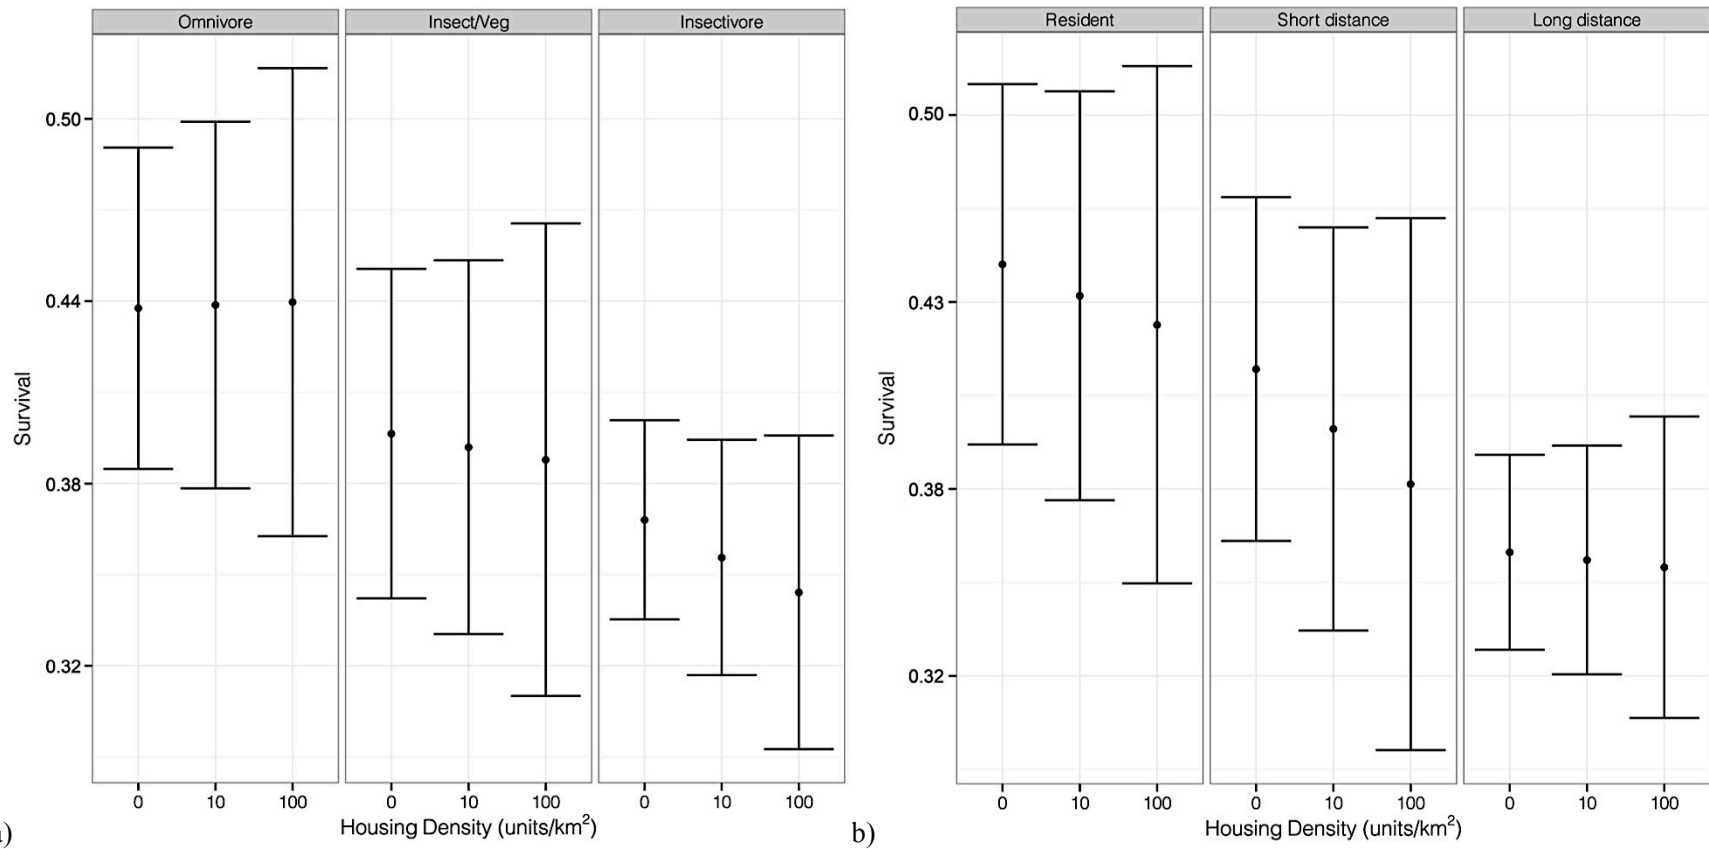 Omnivore Insect/Veg Insectivore
0.50
0.44
0.38
0.32
Survival
0 10 100 0 10 100 0 10 100
Housing Density (units/km²)
a)
Resident Short distance Long distance
0.50
0.43
0.38
0.32
Survival
0 10 100 0 10 100 0 10 100
Housing Density (units/km²)
b)